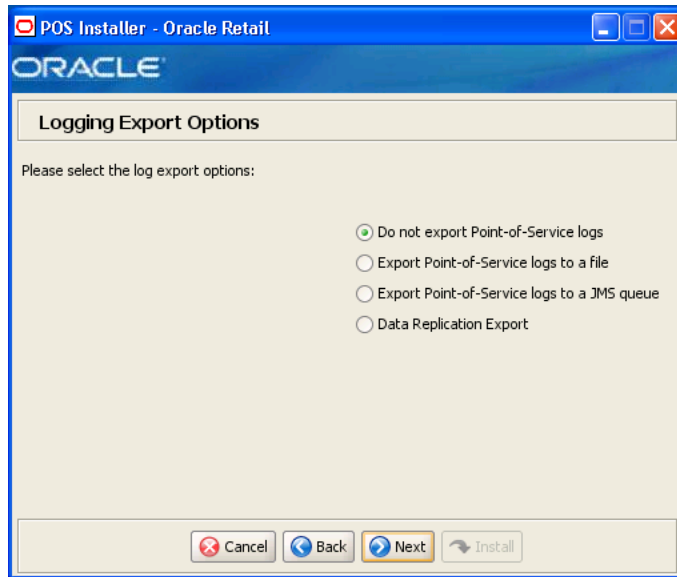 POS Installer - Oracle Retail
ORACLE
Logging Export Options
Please select the log export options:
Do not export Point-of-Service logs
Export Point-of-Service logs to a file
Export Point-of-Service logs to a JMS queue
Data Replication Export
Cancel Back Next Install